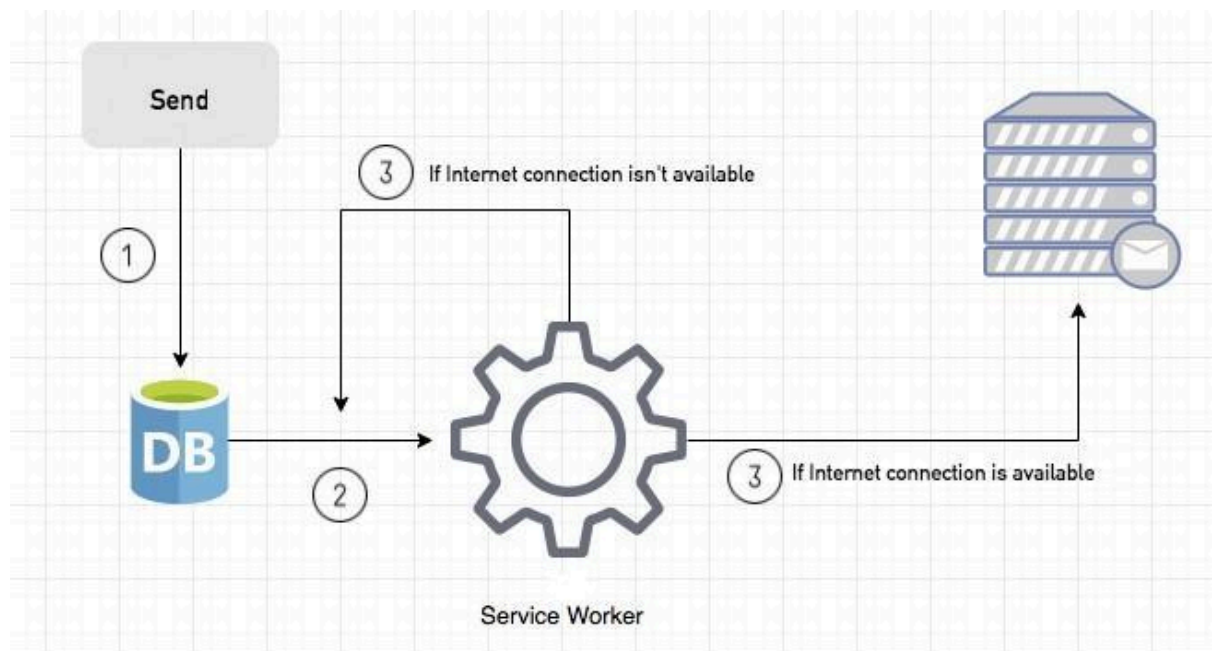 Send
3 If Internet connection isn't available
1
DB
2
3 If Internet connection is available
Service Worker